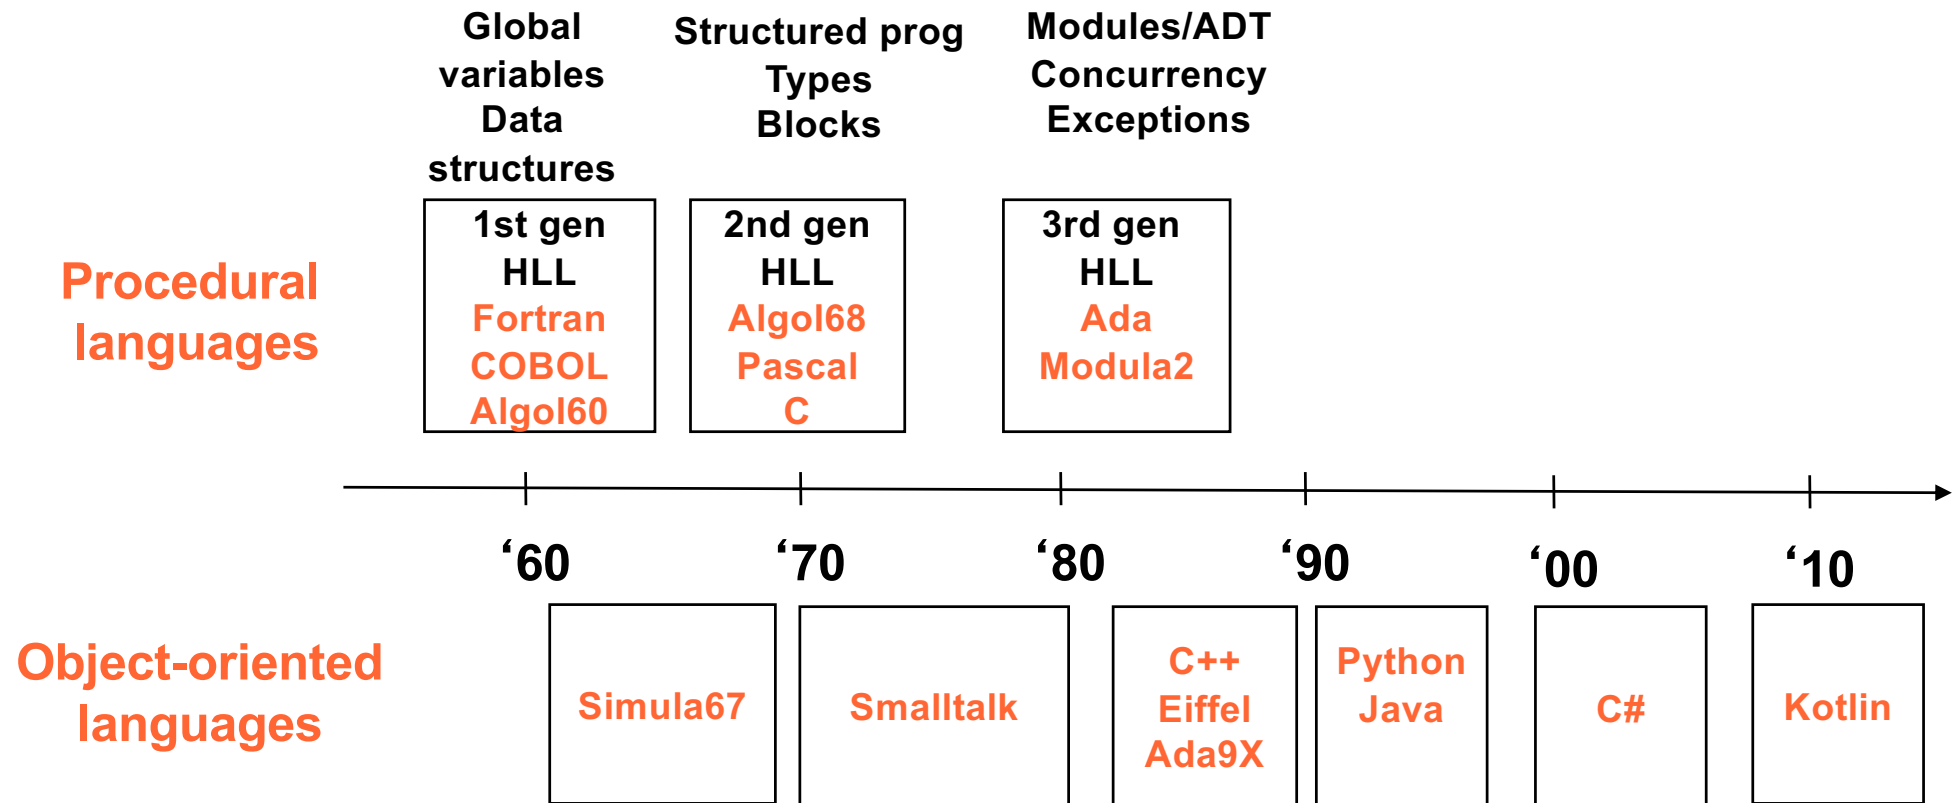 Global
variables
Data
structures
Structured prog
Types
Blocks
Modules/ADT
Concurrency
Exceptions
Procedural
languages
1st gen
HLL
Fortran
COBOL
Algol60
2nd gen
HLL
Algol68
Pascal
C
3rd gen
HLL
Ada
Modula2
‘60
‘70
‘80
‘90
‘00
‘10
Object-oriented
languages
Simula67
Smalltalk
C++
Eiffel
Ada9X
Python
Java
C#
Kotlin